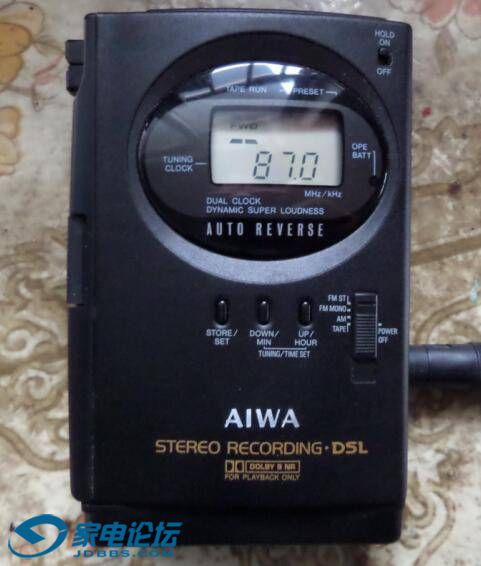 HOLD
ON
OFF
TAPE RUN
PRESET
FWD
OPE
BATT
TUNING
CLOCK
87.0
MHz/kHz
DUAL CLOCK
DYNAMIC SUPER LOUDNESS
AUTO REVERSE
FM ST
FM MONO
AM
TAPE
POWER
OFF
STORE/
SET
DOWN/
MIN
UP/
HOUR
TUNING/TIME SET
AIWA
STEREO RECORDING·DSL
DOLBY B NR
FOR PLAYBACK ONLY
家电论坛
JDBBS.COM